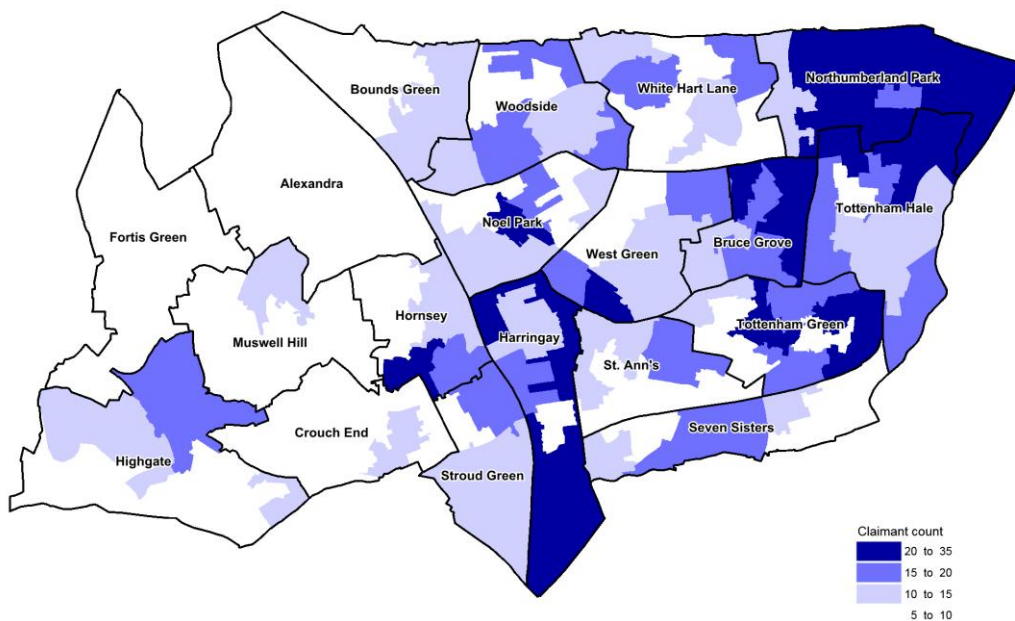 Northumberland Park
Bounds Green
White Hart Lane
Woodside
Alexandra
Tottenham Hale
Noel Park
Fortis Green
Bruce Grove
West Green
Hornsey
Tottenham Green
Harringay
Muswell Hill
St. Ann's
Seven Sisters
Crouch End
Highgate
Stroud Green
Claimant count
20 to 35
15 to 20
10 to 15
5 to 10